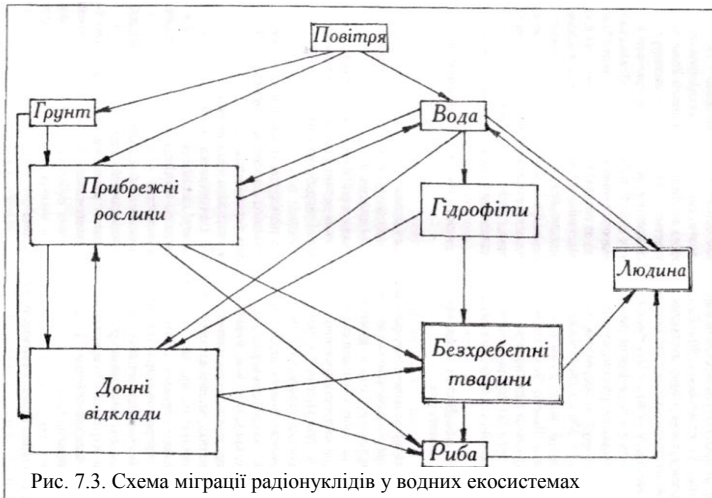 Повітря
Ґрунт
Вода
Прибрежні
рослини
Гідрофіти
Людина
Донні
відклади
Безхребетні
тварини
Риба
Рис. 7.3. Схема міграції радіонуклідів у водних екосистемах